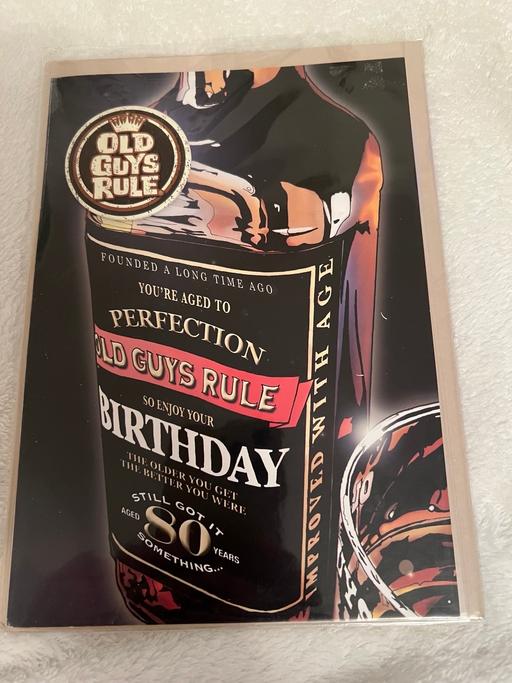 OLD
GUYS
RULE
FOUNDED A LONG TIME AGO
YOU'RE AGED TO
PERFECTION
OLD GUYS RULE
SO ENJOY YOUR
BIRTHDAY
THE OLDER YOU GET
THE BETTER YOU WERE
STILL GOT IT
AGED 80 YEARS
SOMETHING...
IMPROVED WITH AGE